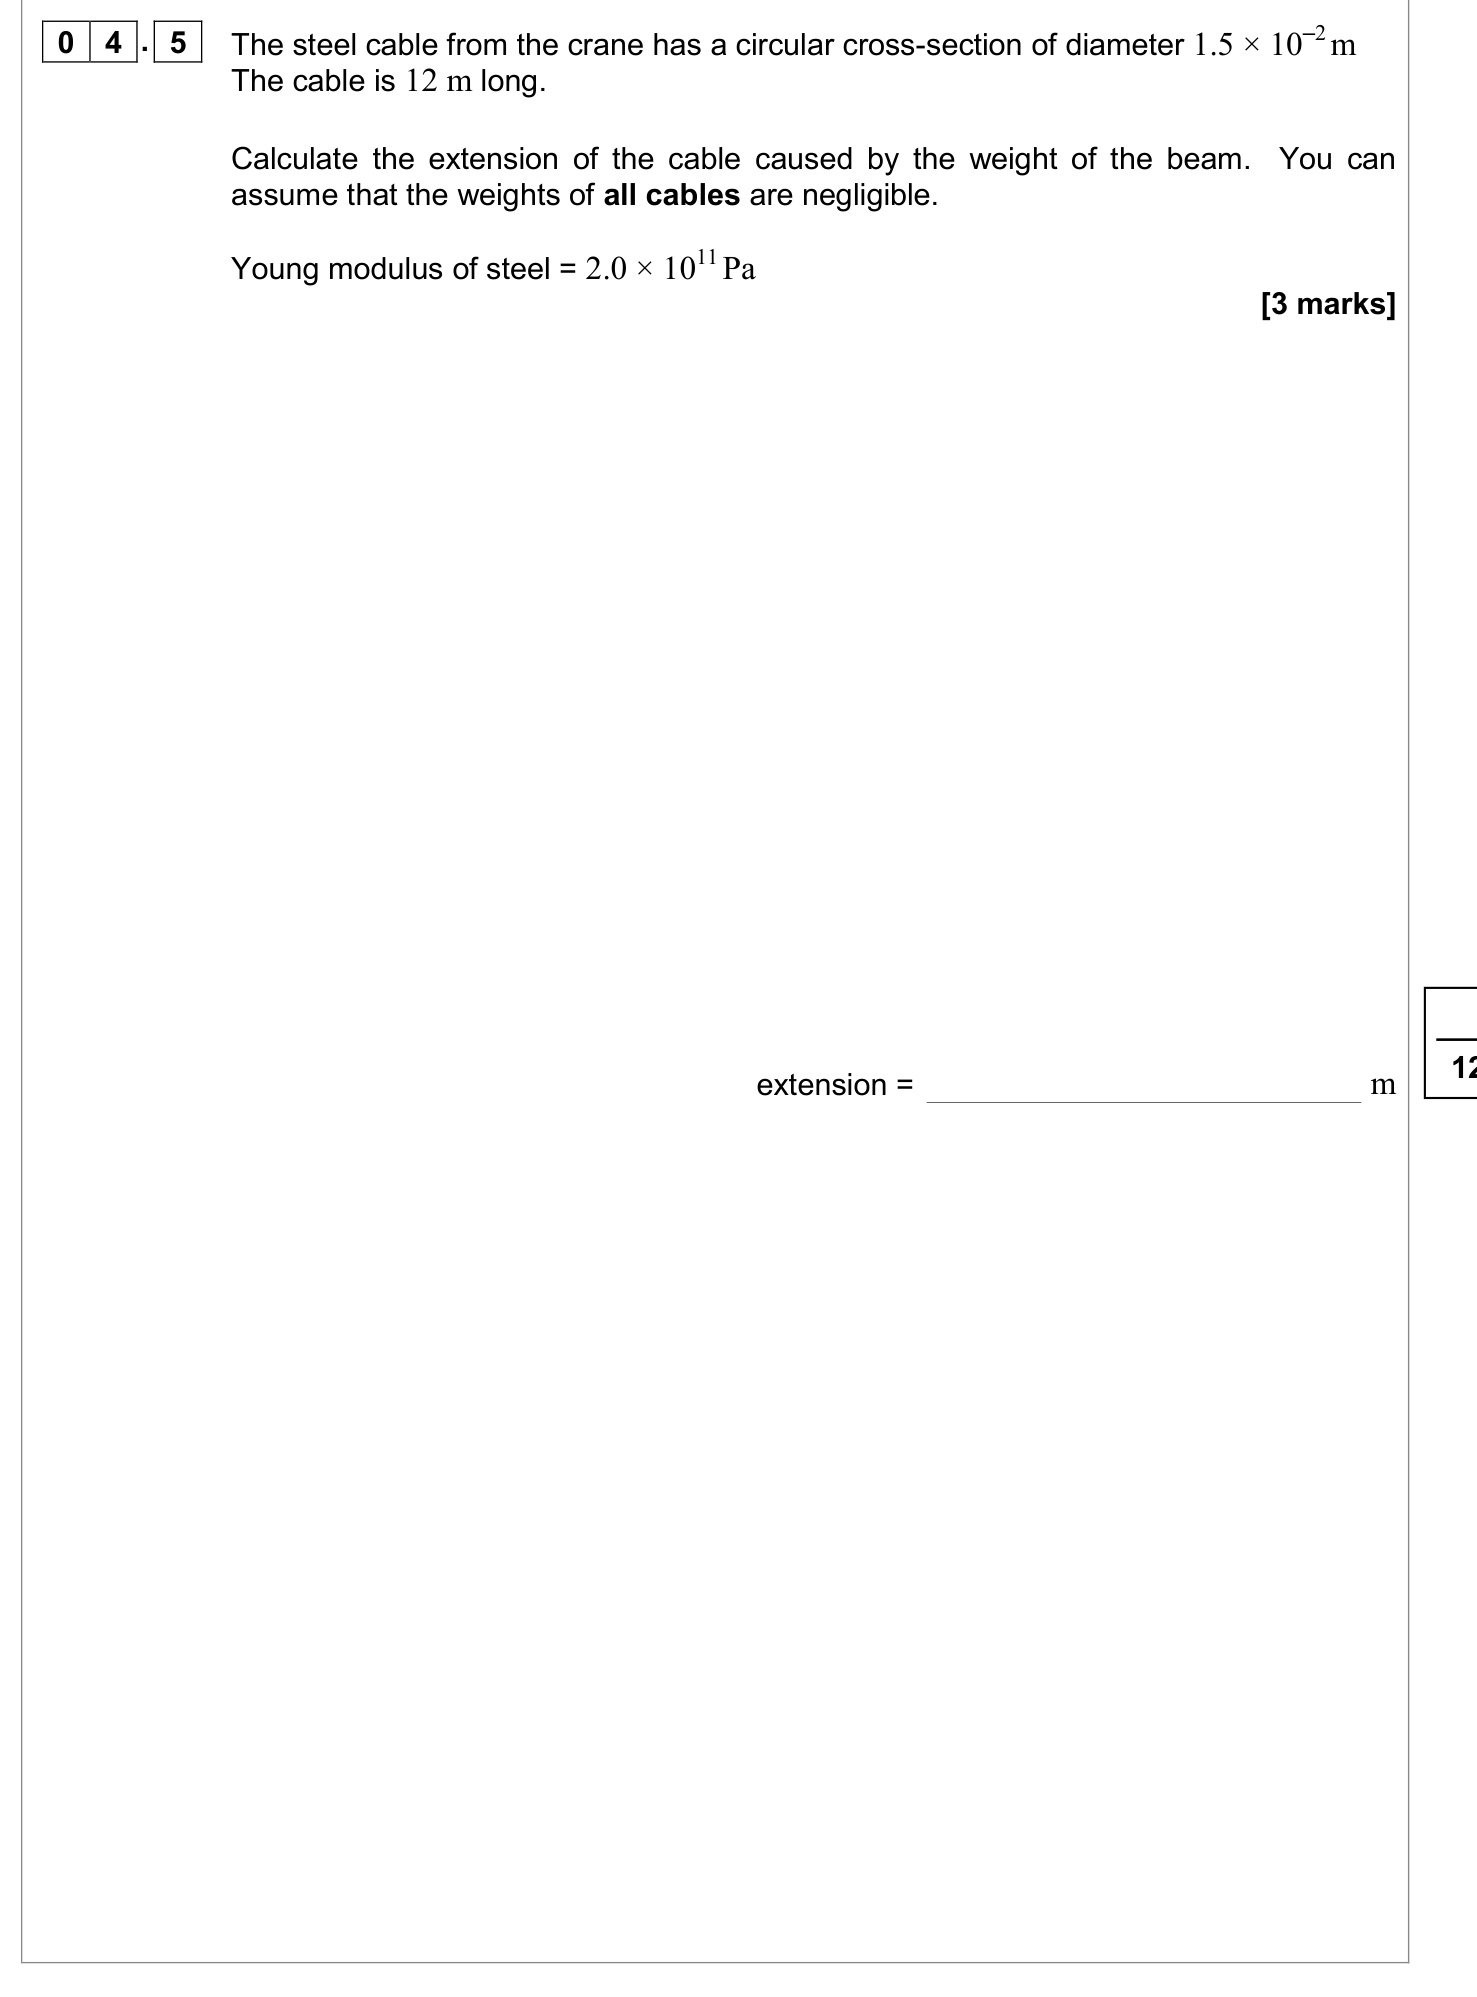 0 4 . 5 The steel cable from the crane has a circular cross-section of diameter 1.5 × 10⁻² m
The cable is 12 m long.
Calculate the extension of the cable caused by the weight of the beam. You can
assume that the weights of all cables are negligible.
Young modulus of steel = 2.0 × 10¹¹ Pa
[3 marks]
extension = m
12